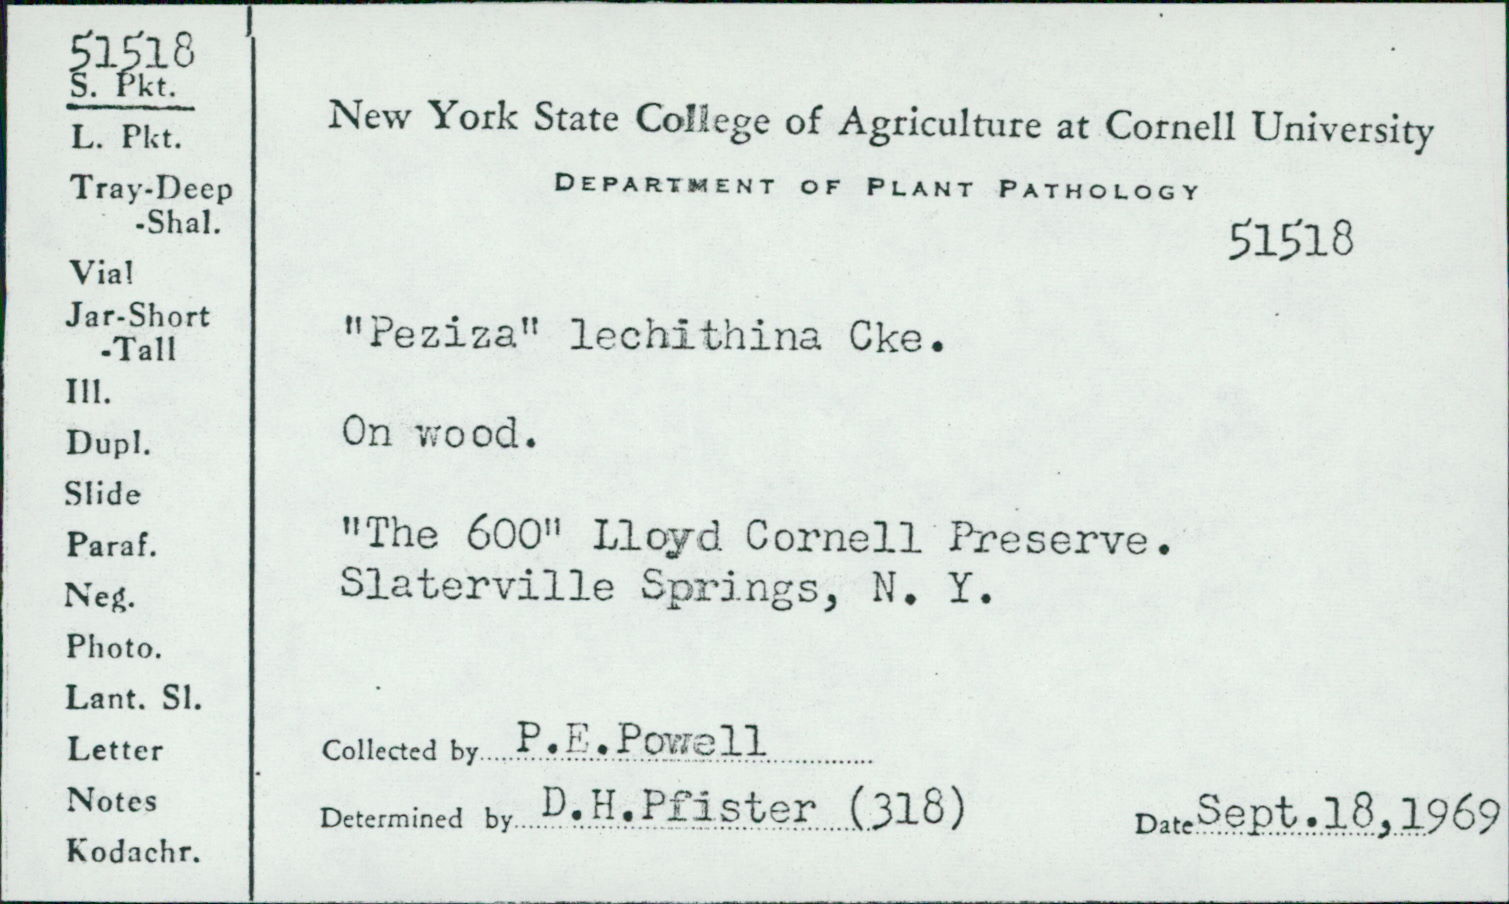 51518
S. Pkt.
L. Pkt.
Tray-Deep
-Shal.
Vial
Jar-Short
-Tall
Ill.
Dupl.
Slide
Paraf.
Neg.
Photo.
Lant. Sl.
Letter
Notes
Kodachr.
New York State College of Agriculture at Cornell University
DEPARTMENT OF PLANT PATHOLOGY
51518
"Peziza" lechithina Cke.
On wood.
"The 600" Lloyd Cornell Preserve.
Slaterville Springs, N. Y.
Collected by P.E.Powell
Determined by D.H.Pfister (318) Date Sept.18,1969